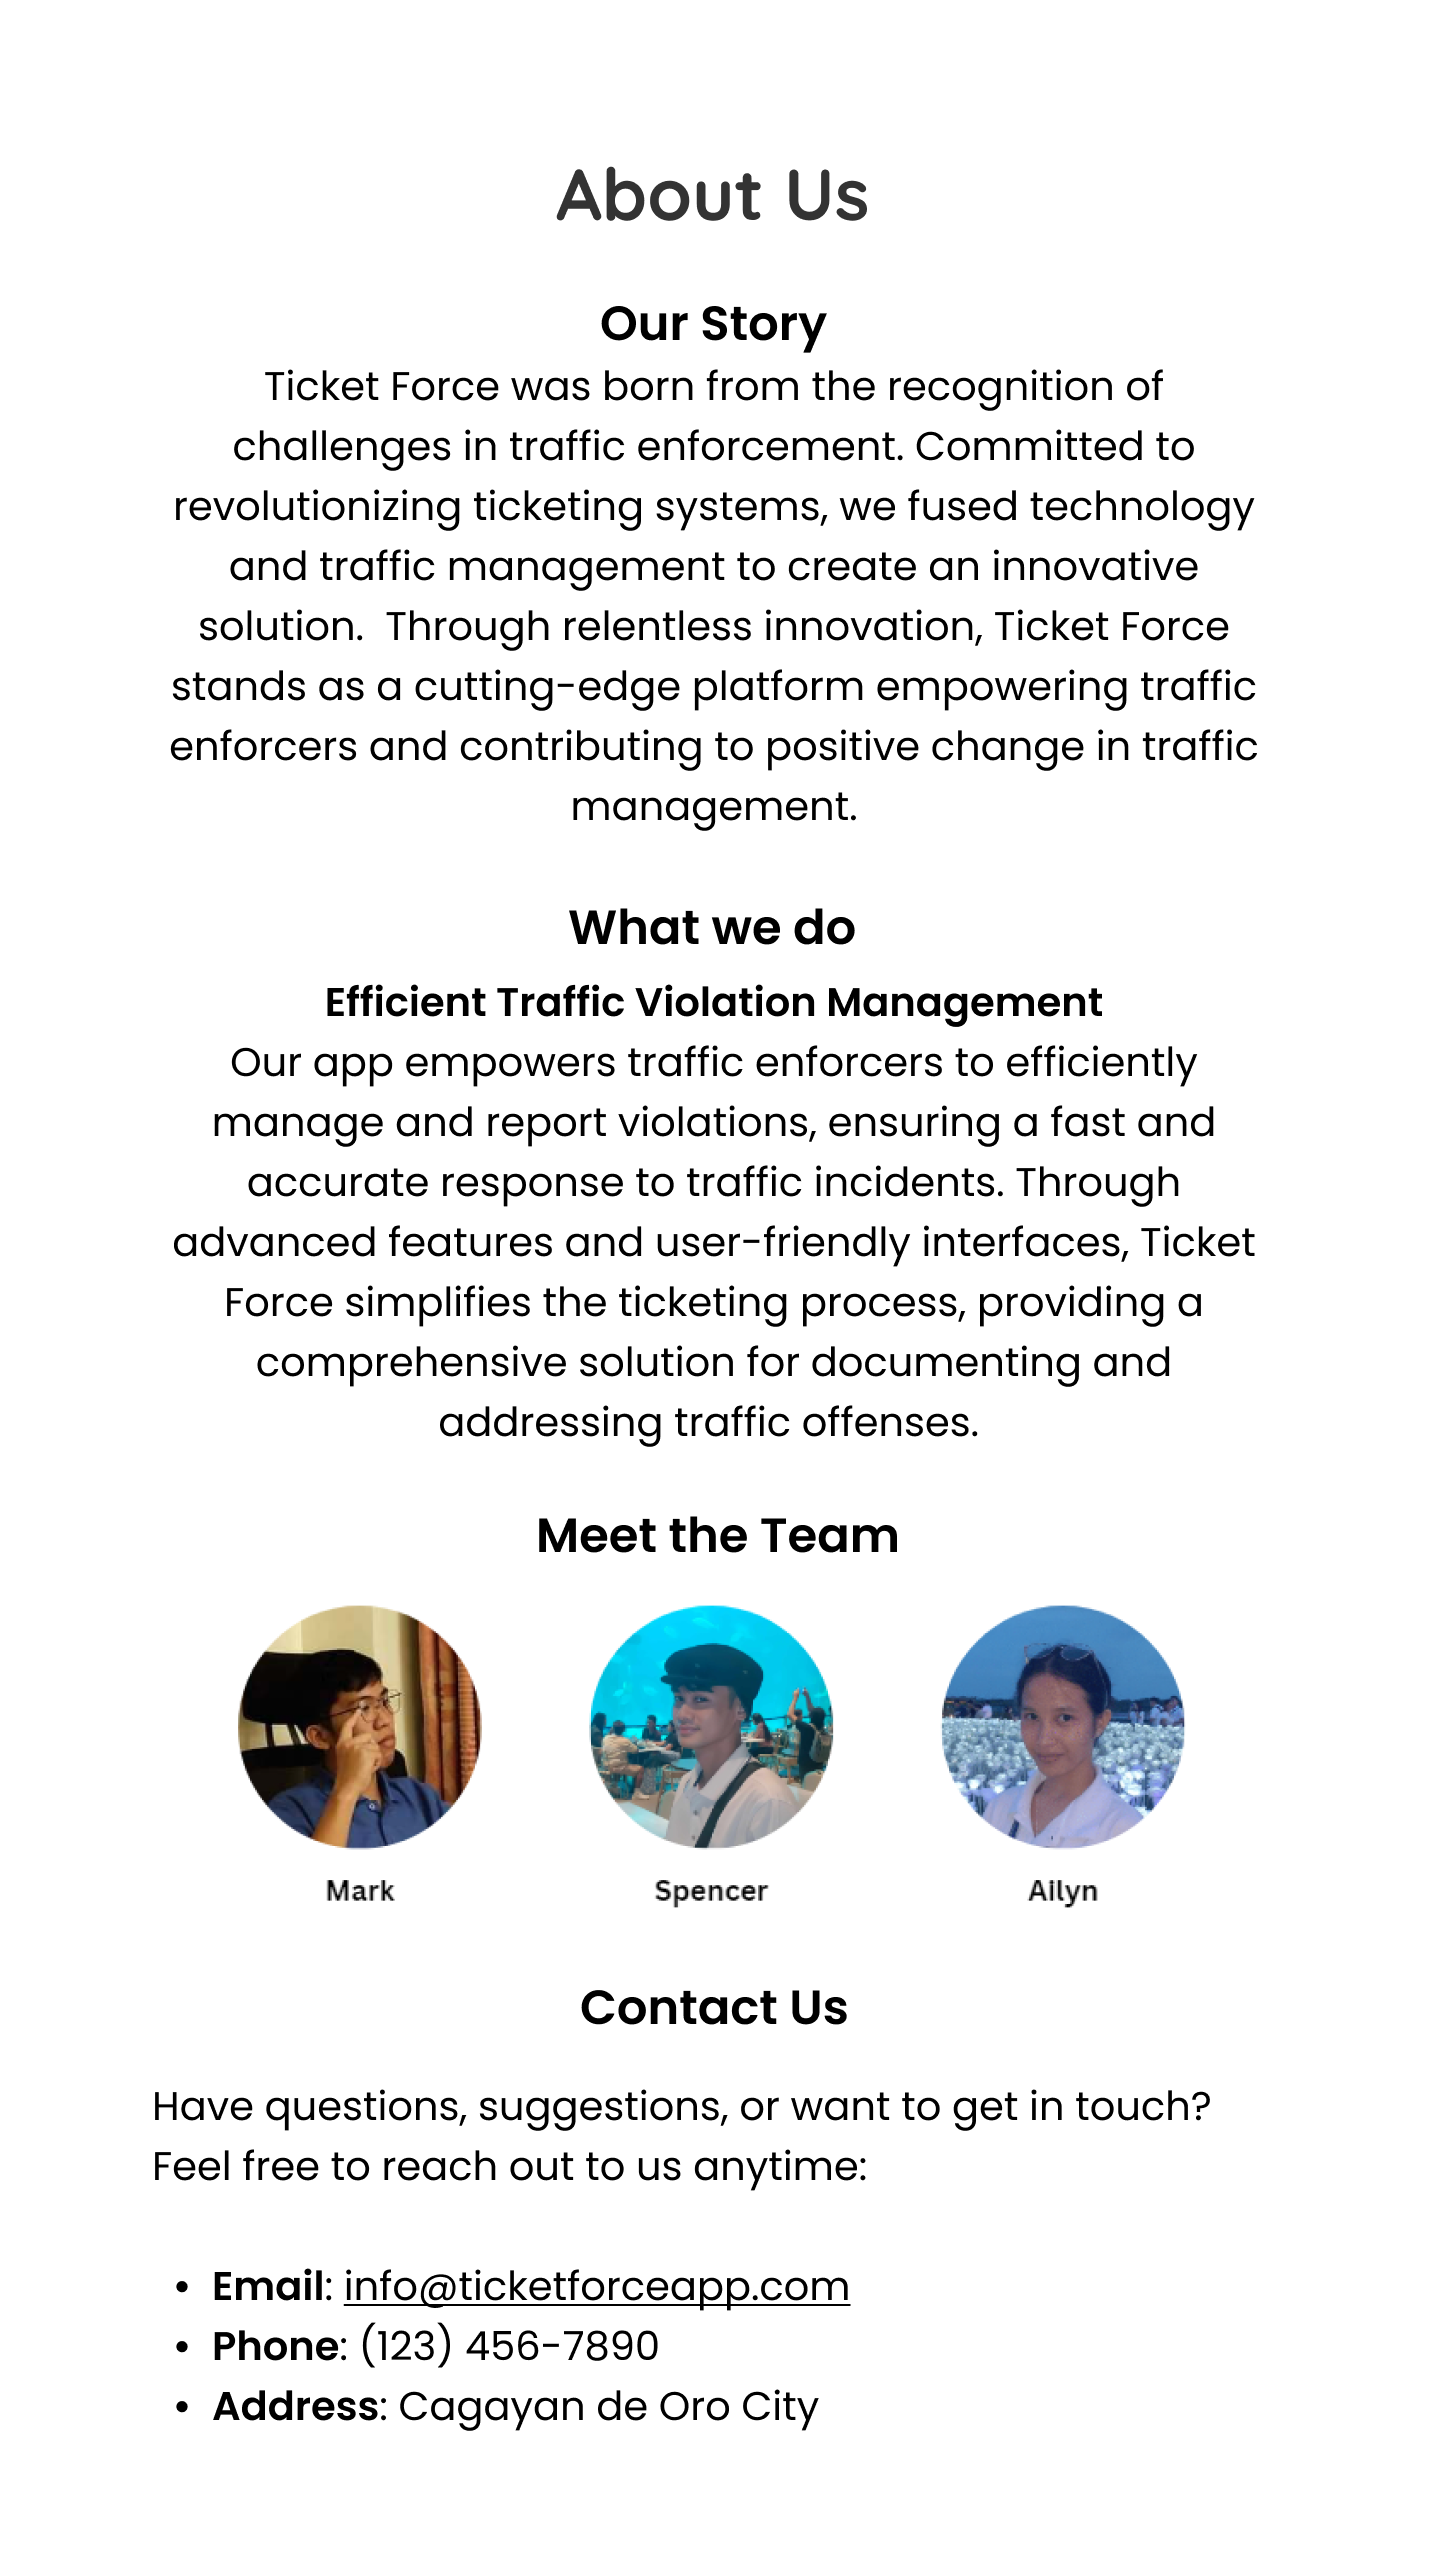 About Us
Our Story
Ticket Force was born from the recognition of
challenges in traffic enforcement. Committed to
revolutionizing ticketing systems, we fused technology
and traffic management to create an innovative
solution.  Through relentless innovation, Ticket Force
stands as a cutting-edge platform empowering traffic
enforcers and contributing to positive change in traffic
management.
What we do
Efficient Traffic Violation Management
Our app empowers traffic enforcers to efficiently
manage and report violations, ensuring a fast and
accurate response to traffic incidents. Through
advanced features and user-friendly interfaces, Ticket
Force simplifies the ticketing process, providing a
comprehensive solution for documenting and
addressing traffic offenses.
Meet the Team
Mark Spencer Ailyn
Contact Us
Have questions, suggestions, or want to get in touch?
Feel free to reach out to us anytime:
• Email: info@ticketforceapp.com
• Phone: (123) 456-7890
• Address: Cagayan de Oro City